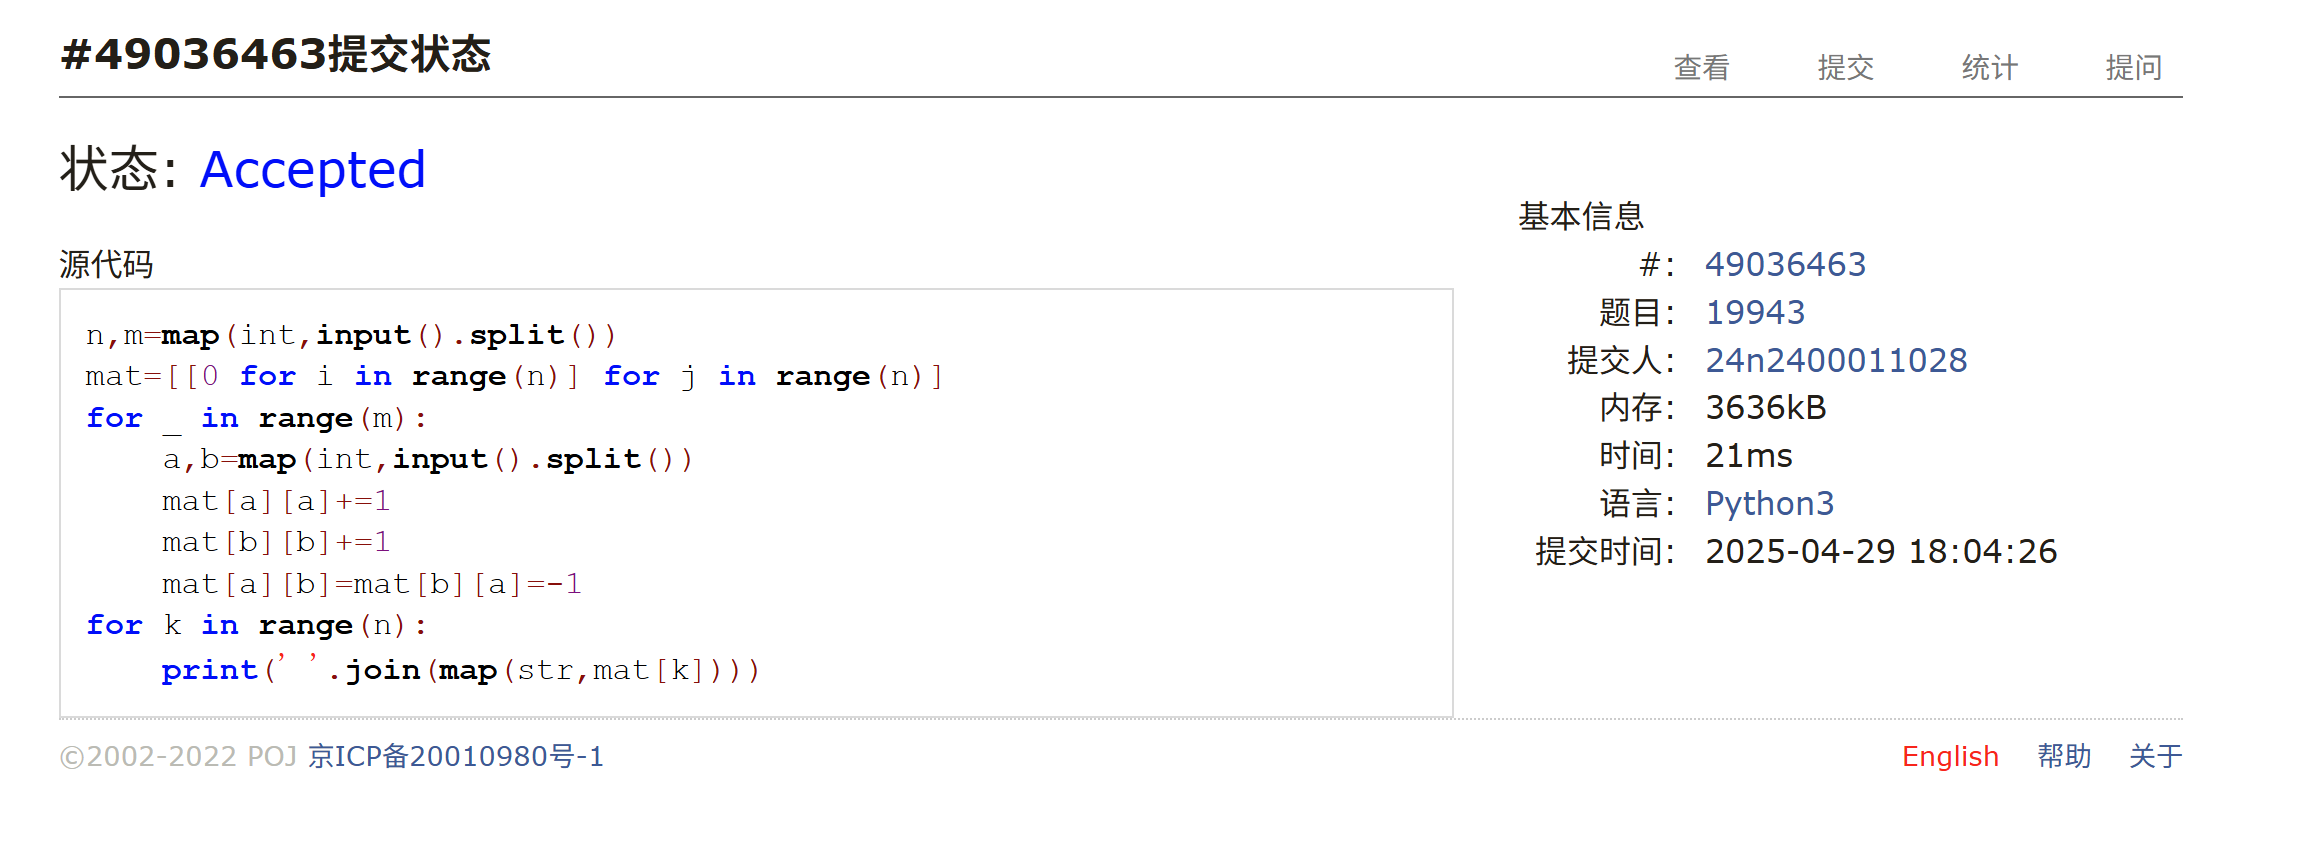 #49036463提交状态
查看 提交 统计 提问
状态: Accepted
源代码
n,m=map(int,input().split())
mat=[[0 for i in range(n)] for j in range(n)]
for _ in range(m):
    a,b=map(int,input().split())
    mat[a][a]+=1
    mat[b][b]+=1
    mat[a][b]=mat[b][a]=-1
for k in range(n):
    print(' '.join(map(str,mat[k])))
基本信息
#: 49036463
题目: 19943
提交人: 24n2400011028
内存: 3636kB
时间: 21ms
语言: Python3
提交时间: 2025-04-29 18:04:26
©2002-2022 POJ 京ICP备20010980号-1
English 帮助 关于